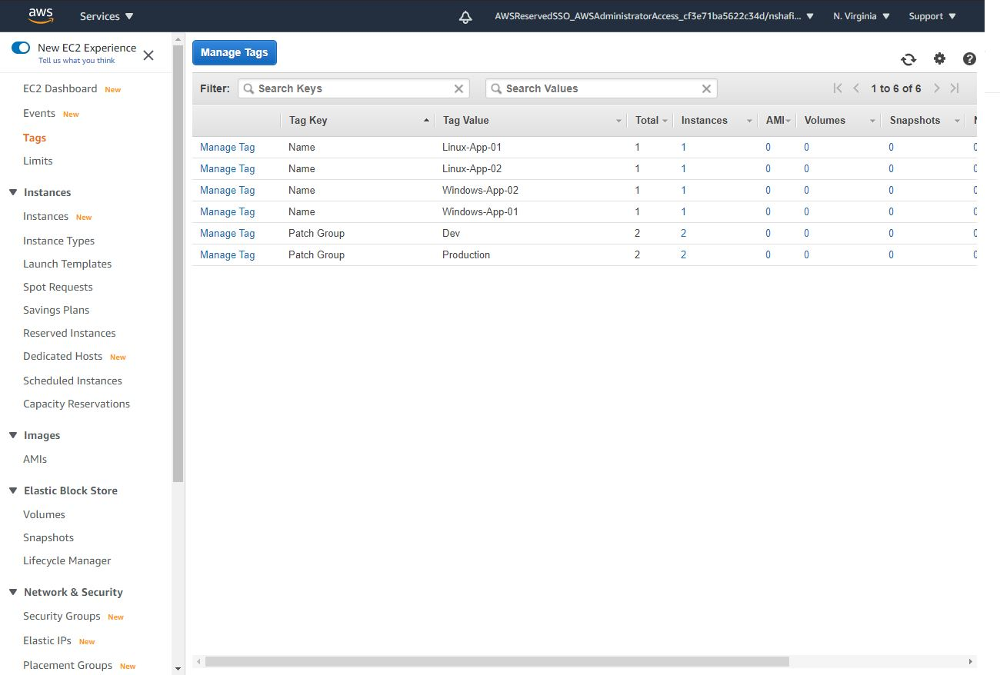 aws Services AWSReservedSSO_AWSAdministratorAccess_cf3e71ba5622c34d/nshafi... N. Virginia Support
New EC2 Experience
Tell us what you think
EC2 Dashboard New
Events New
Tags
Limits
Instances
Instances New
Instance Types
Launch Templates
Spot Requests
Savings Plans
Reserved Instances
Dedicated Hosts New
Scheduled Instances
Capacity Reservations
Images
AMIs
Elastic Block Store
Volumes
Snapshots
Lifecycle Manager
Network & Security
Security Groups New
Elastic IPs New
Placement Groups New
Manage Tags
Filter: Search Keys Search Values 1 to 6 of 6
Tag Key Tag Value Total Instances AMI Volumes Snapshots
Manage Tag Name Linux-App-01 1 1 0 0 0 0
Manage Tag Name Linux-App-02 1 1 0 0 0 0
Manage Tag Name Windows-App-02 1 1 0 0 0 0
Manage Tag Name Windows-App-01 1 1 0 0 0 0
Manage Tag Patch Group Dev 2 2 0 0 0 0
Manage Tag Patch Group Production 2 2 0 0 0 0